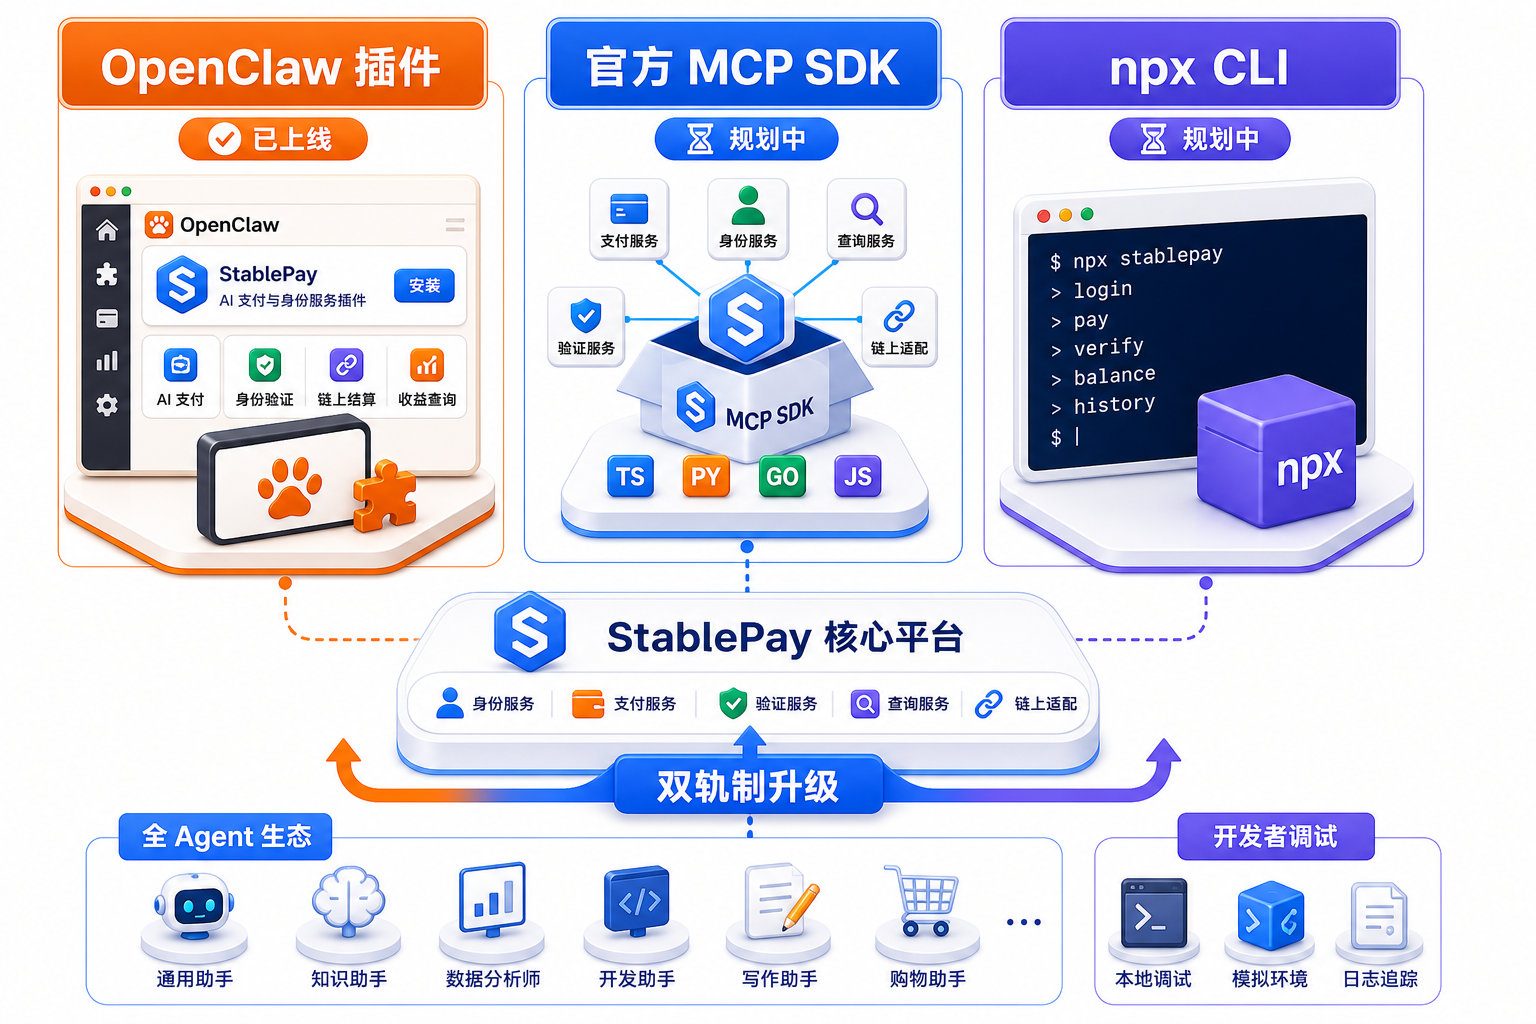 OpenClaw 插件
已上线
OpenClaw
StablePay
AI 支付与身份服务插件
安装
AI 支付
身份验证
链上结算
收益查询
官方 MCP SDK
规划中
支付服务
身份服务
查询服务
验证服务
链上适配
MCP SDK
TS
PY
GO
JS
npx CLI
规划中
$ npx stablepay
> login
> pay
> verify
> balance
> history
$ |
npx
StablePay 核心平台
身份服务
支付服务
验证服务
查询服务
链上适配
双轨制升级
全 Agent 生态
通用助手
知识助手
数据分析师
开发助手
写作助手
购物助手
...
开发者调试
本地调试
模拟环境
日志追踪